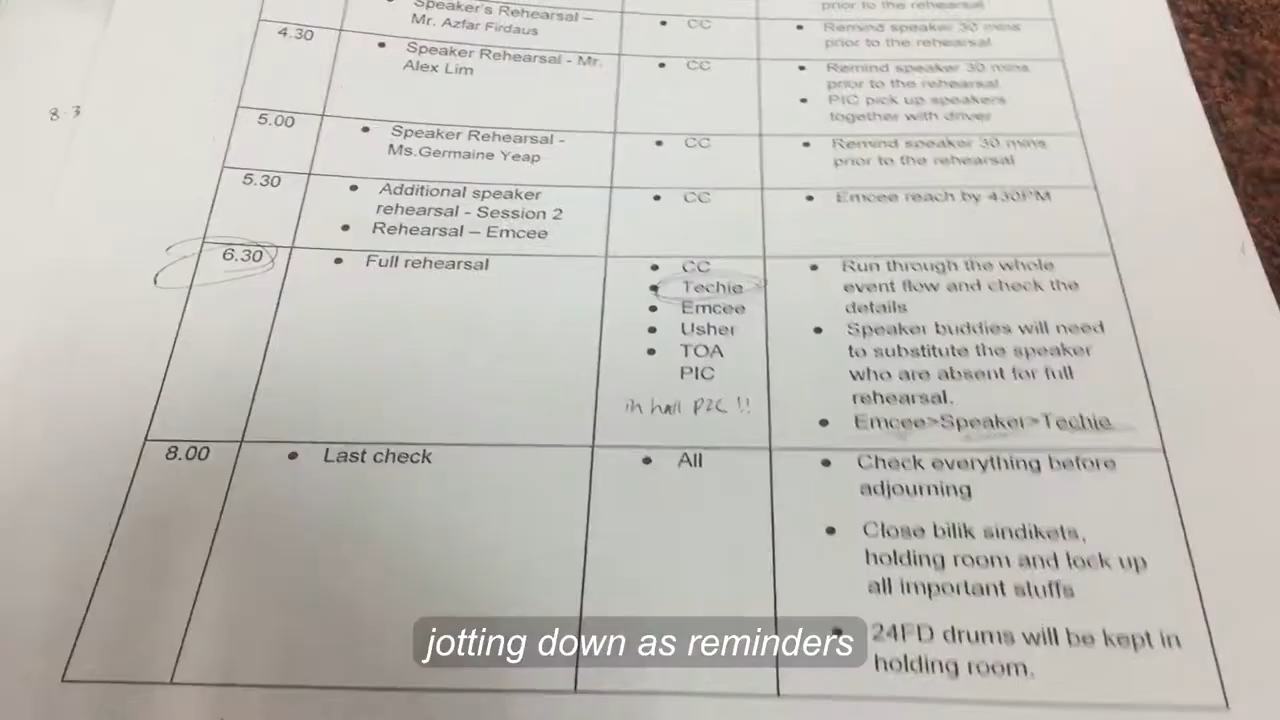 Speaker's Rehearsal –
Mr. Azfar Firdaus
CC
prior to the rehearsal
Remind speaker 30 mins
prior to the rehearsal
4.30
Speaker Rehearsal - Mr.
Alex Lim
CC
Remind speaker 30 mins
prior to the rehearsal
PIC pick up speakers
together with driver
8.3
5.00
Speaker Rehearsal -
Ms.Germaine Yeap
CC
Remind speaker 30 mins
prior to the rehearsal
5.30
Additional speaker
rehearsal - Session 2
Rehearsal – Emcee
CC
Emcee reach by 430PM
6.30
Full rehearsal
CC
Techie
Emcee
Usher
TOA
PIC
in hall PIC !!
Run through the whole
event flow and check the
details
Speaker buddies will need
to substitute the speaker
who are absent for full
rehearsal.
Emcee>Speaker>Techie
8.00
Last check
All
Check everything before
adjourning
Close bilik sindikets,
holding room and lock up
all important stuffs
24FD drums will be kept in
holding room.
jotting down as reminders